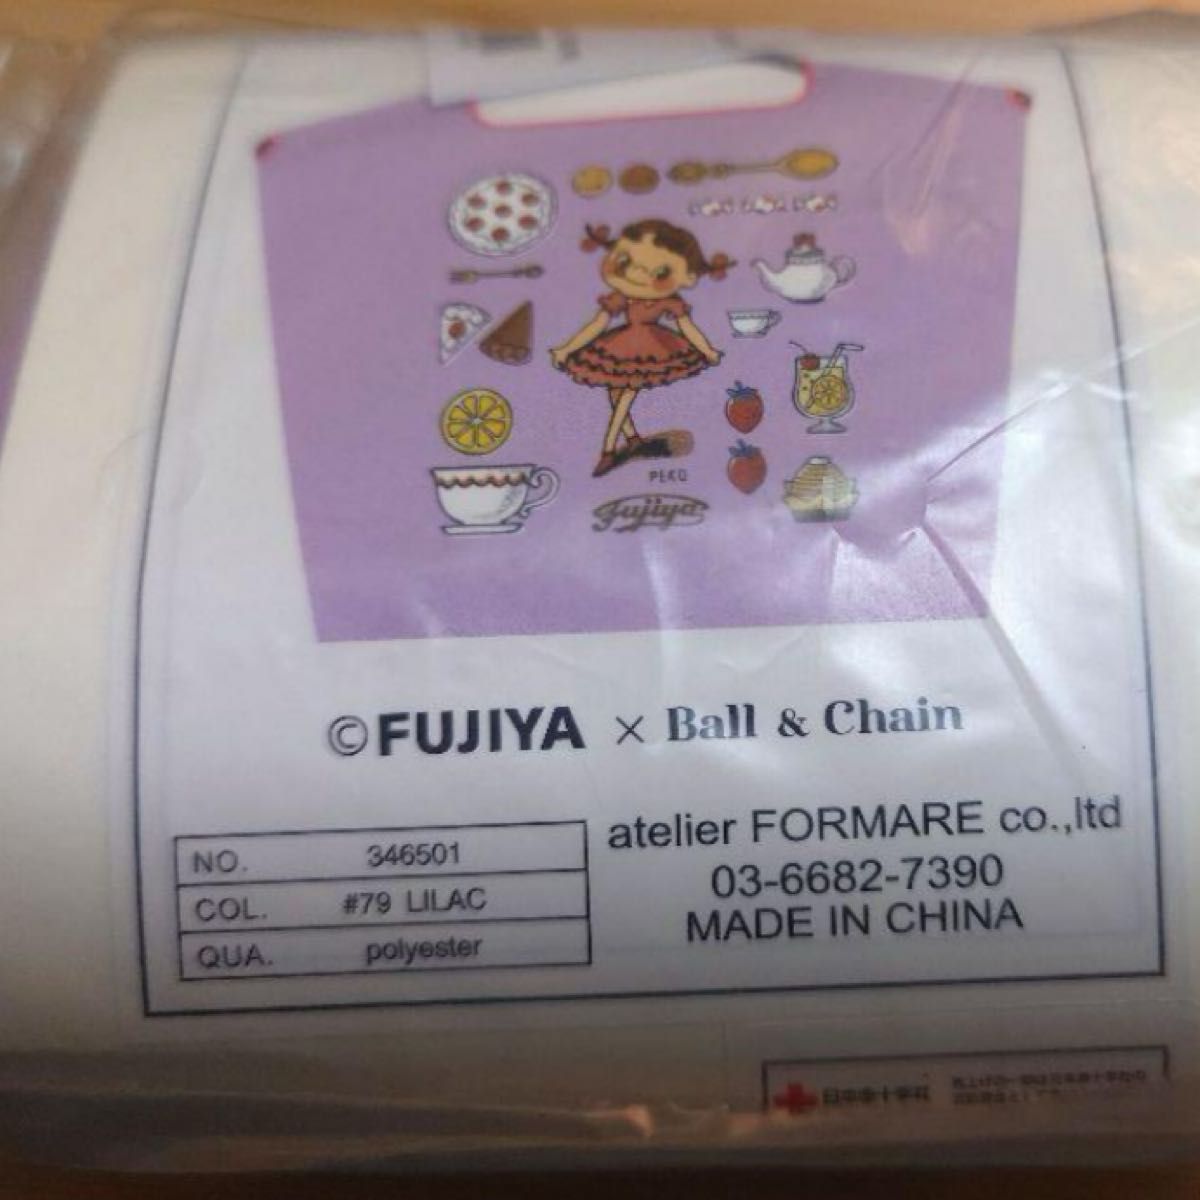 PEKO
Fujiya
©FUJIYA × Ball & Chain
atelier FORMARE co.,ltd
03-6682-7390
MADE IN CHINA
NO. 346501
COL. #79 LILAC
QUA. polyester
日本赤十字社